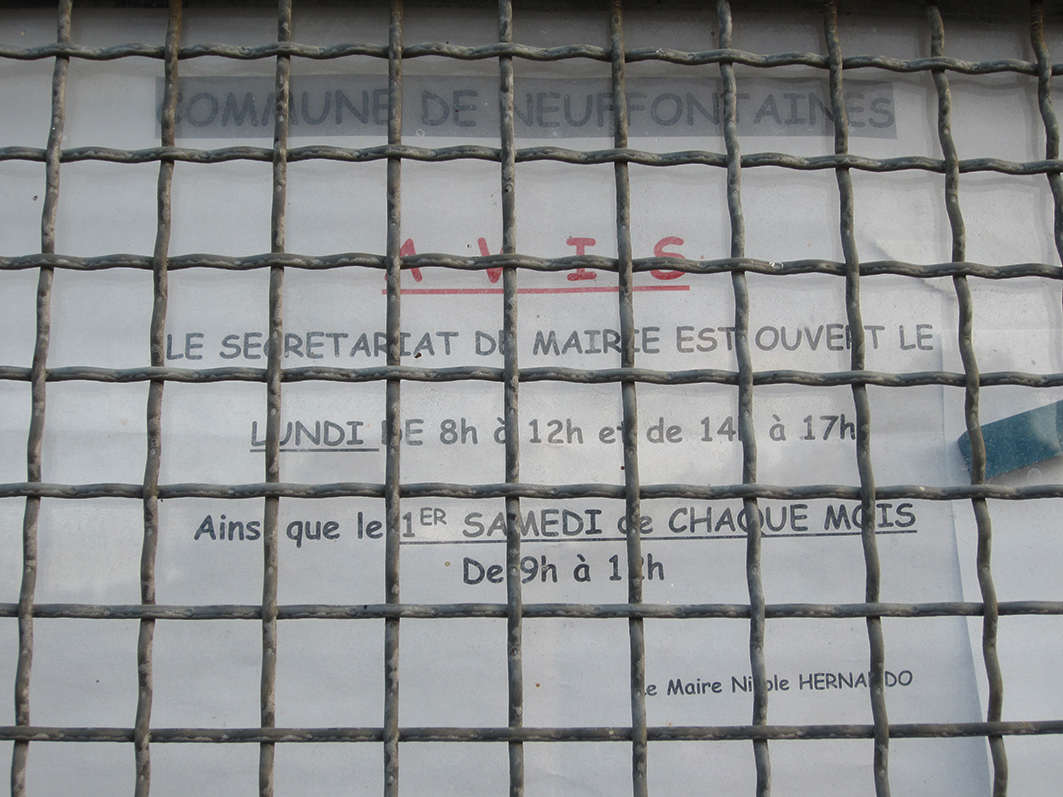 COMMUNE DE NEUFFONTAINES
AVIS
LE SECRETARIAT DE MAIRIE EST OUVERT LE
LUNDI DE 8h à 12h et de 14h à 17h
Ainsi que le 1ER SAMEDI de CHAQUE MOIS
De 9h à 12h
Le Maire Nicole HERNANDO